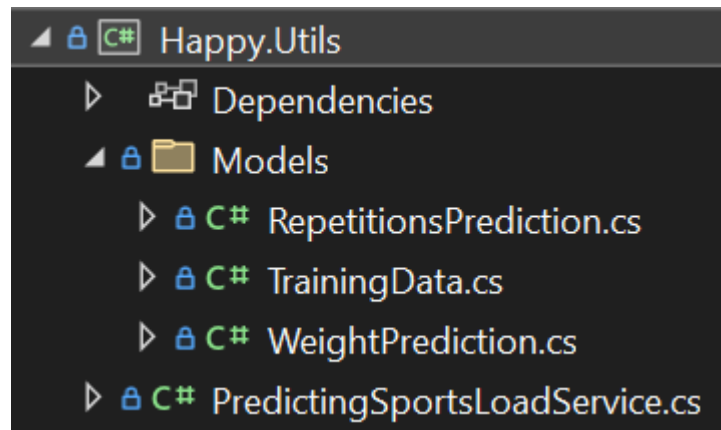 C# Happy.Utils
Dependencies
Models
C# RepetitionsPrediction.cs
C# TrainingData.cs
C# WeightPrediction.cs
C# PredictingSportsLoadService.cs